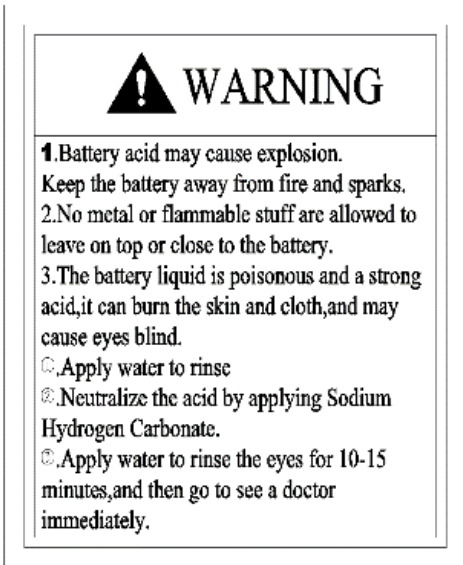 WARNING
1.Battery acid may cause explosion.
Keep the battery away from fire and sparks.
2.No metal or flammable stuff are allowed to
leave on top or close to the battery.
3.The battery liquid is poisonous and a strong
acid,it can burn the skin and cloth,and may
cause eyes blind.
.Apply water to rinse
.Neutralize the acid by applying Sodium
Hydrogen Carbonate.
.Apply water to rinse the eyes for 10-15
minutes,and then go to see a doctor
immediately.